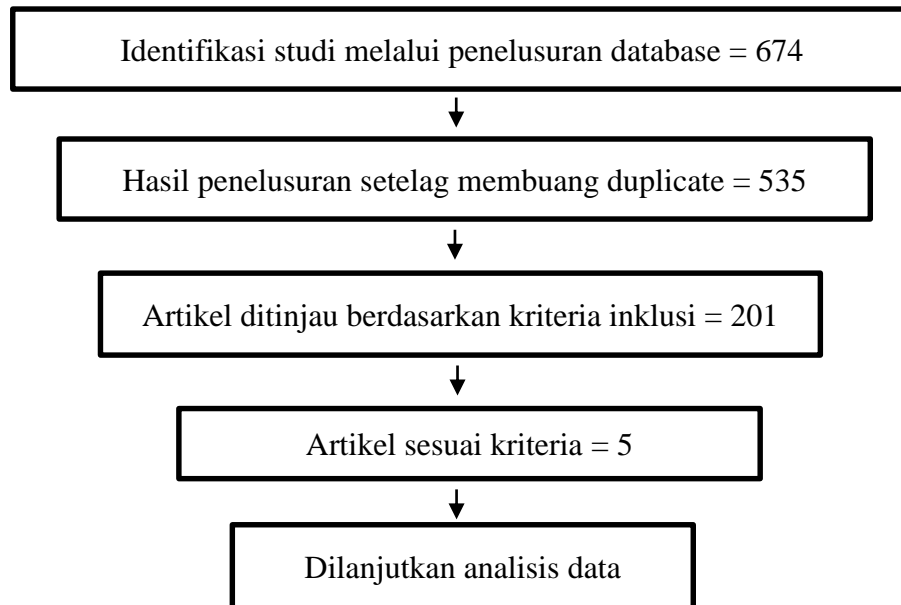 Identifikasi studi melalui penelusuran database = 674
Hasil penelusuran setelag membuang duplicate = 535
Artikel ditinjau berdasarkan kriteria inklusi = 201
Artikel sesuai kriteria = 5
Dilanjutkan analisis data